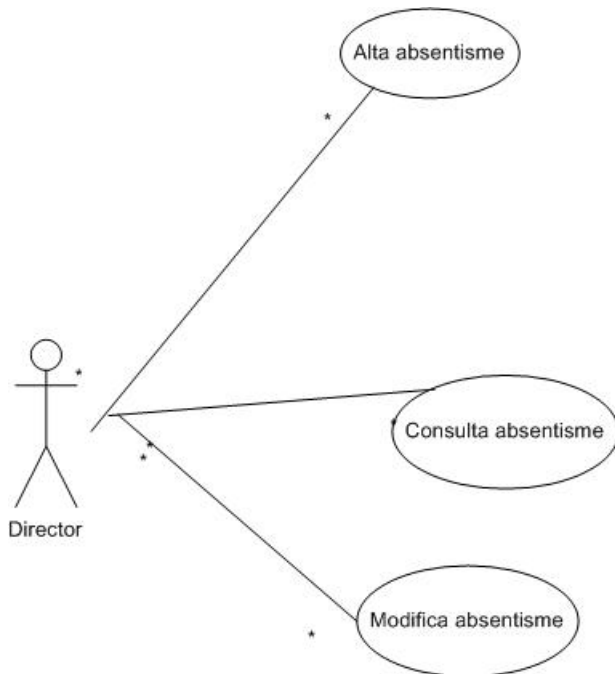 Alta absentisme
*
*
*
Consulta absentisme
*
*
Director
Modifica absentisme
*